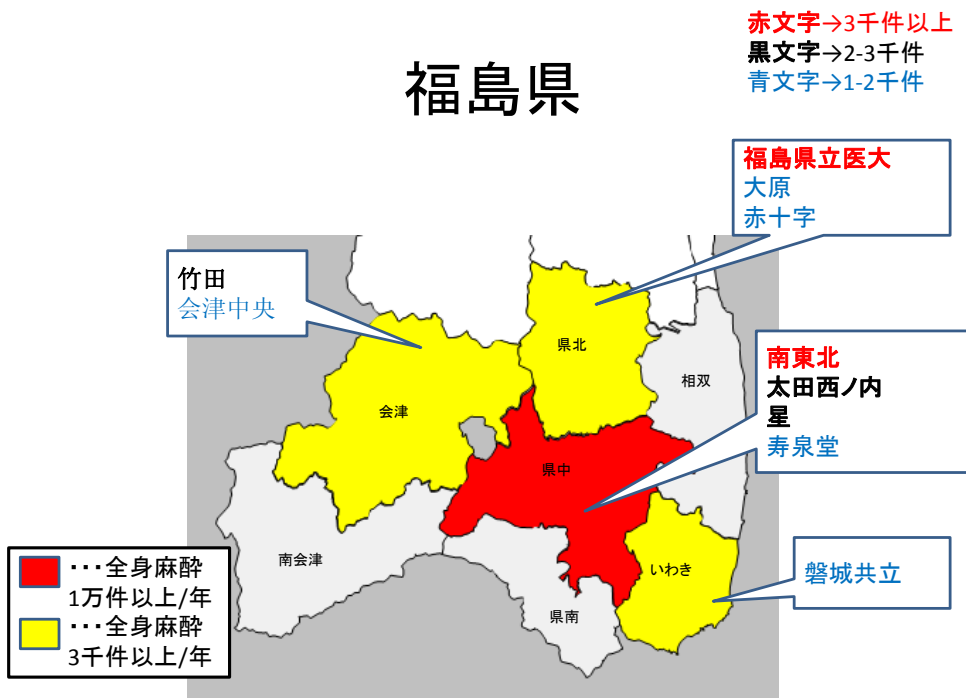 赤文字→3千件以上
黒文字→2-3千件
青文字→1-2千件
福島県
福島県立医大
大原
赤十字
竹田
会津中央
県北
相双
南東北
太田西ノ内
星
寿泉堂
会津
県中
南会津
いわき
県南
磐城共立
･･･全身麻酔
1万件以上/年
･･･全身麻酔
3千件以上/年